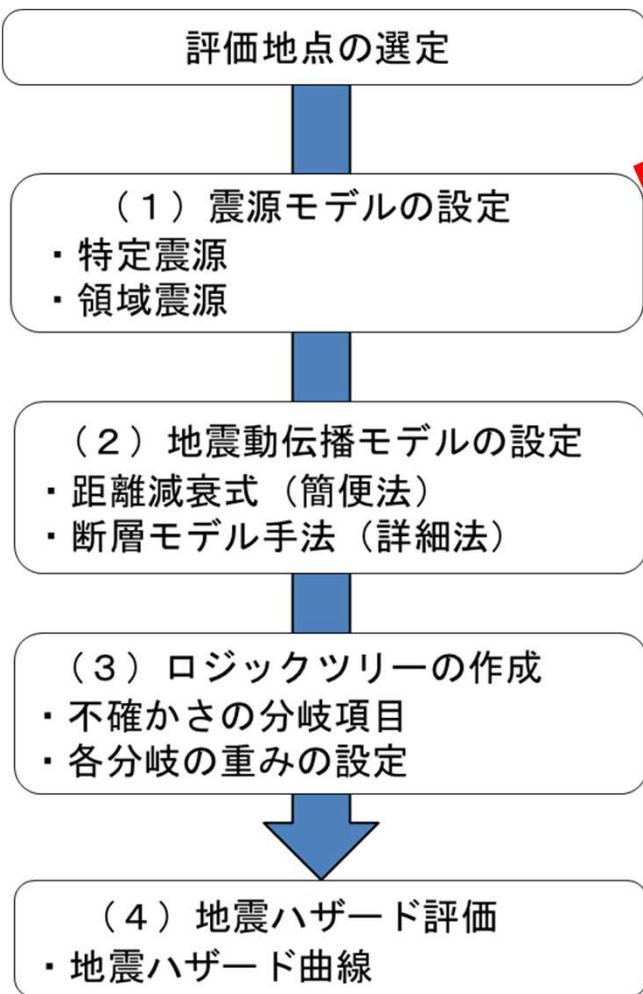 評価地点の選定
（１）震源モデルの設定
・特定震源
・領域震源
（２）地震動伝播モデルの設定
・距離減衰式（簡便法）
・断層モデル手法（詳細法）
（３）ロジックツリーの作成
・不確かさの分岐項目
・各分岐の重みの設定
（４）地震ハザード評価
・地震ハザード曲線